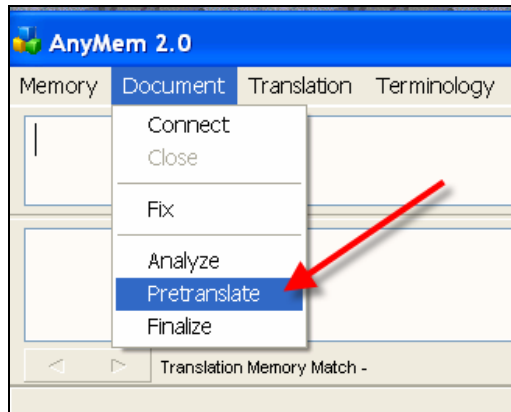 AnyMem 2.0
Memory Document Translation Terminology
Connect
Close
Fix
Analyze
Pretranslate
Finalize
Translation Memory Match -